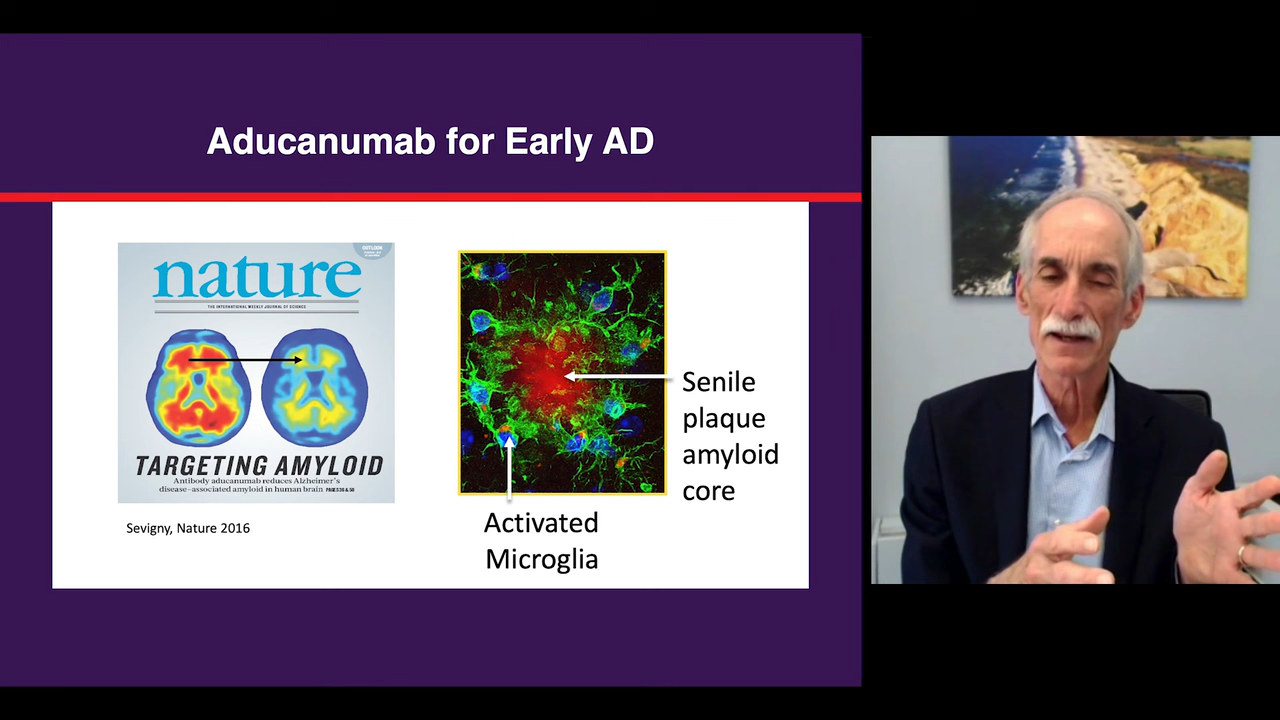 Aducanumab for Early AD
OUTLOOK
nature
THE INTERNATIONAL WEEKLY JOURNAL OF SCIENCE
TARGETING AMYLOID
Antibody aducanumab reduces Alzheimer's
disease-associated amyloid in human brain
Sevigny, Nature 2016
Senile
plaque
amyloid
core
Activated
Microglia